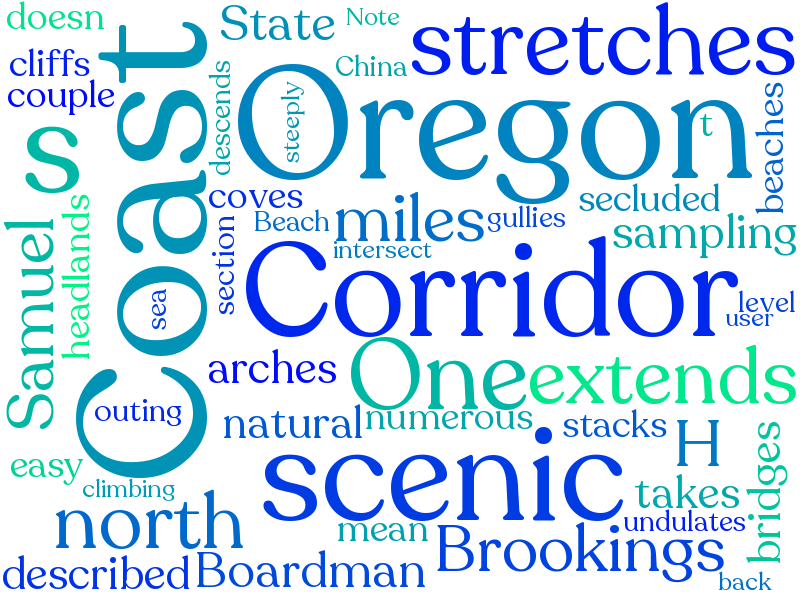 doesn
State
Note
stretches
cliffs
China
couple
Coast
descends
Oregon
steeply
t
beaches
s
coves
secluded
Samuel
headlands
section
Beach
miles
gullies
sampling
intersect
Corridor
sea
level
user
arches
One
extends
outing
natural
numerous
stacks
H
bridges
easy
climbing
scenic
takes
north
mean
undulates
Brookings
described
Boardman
back